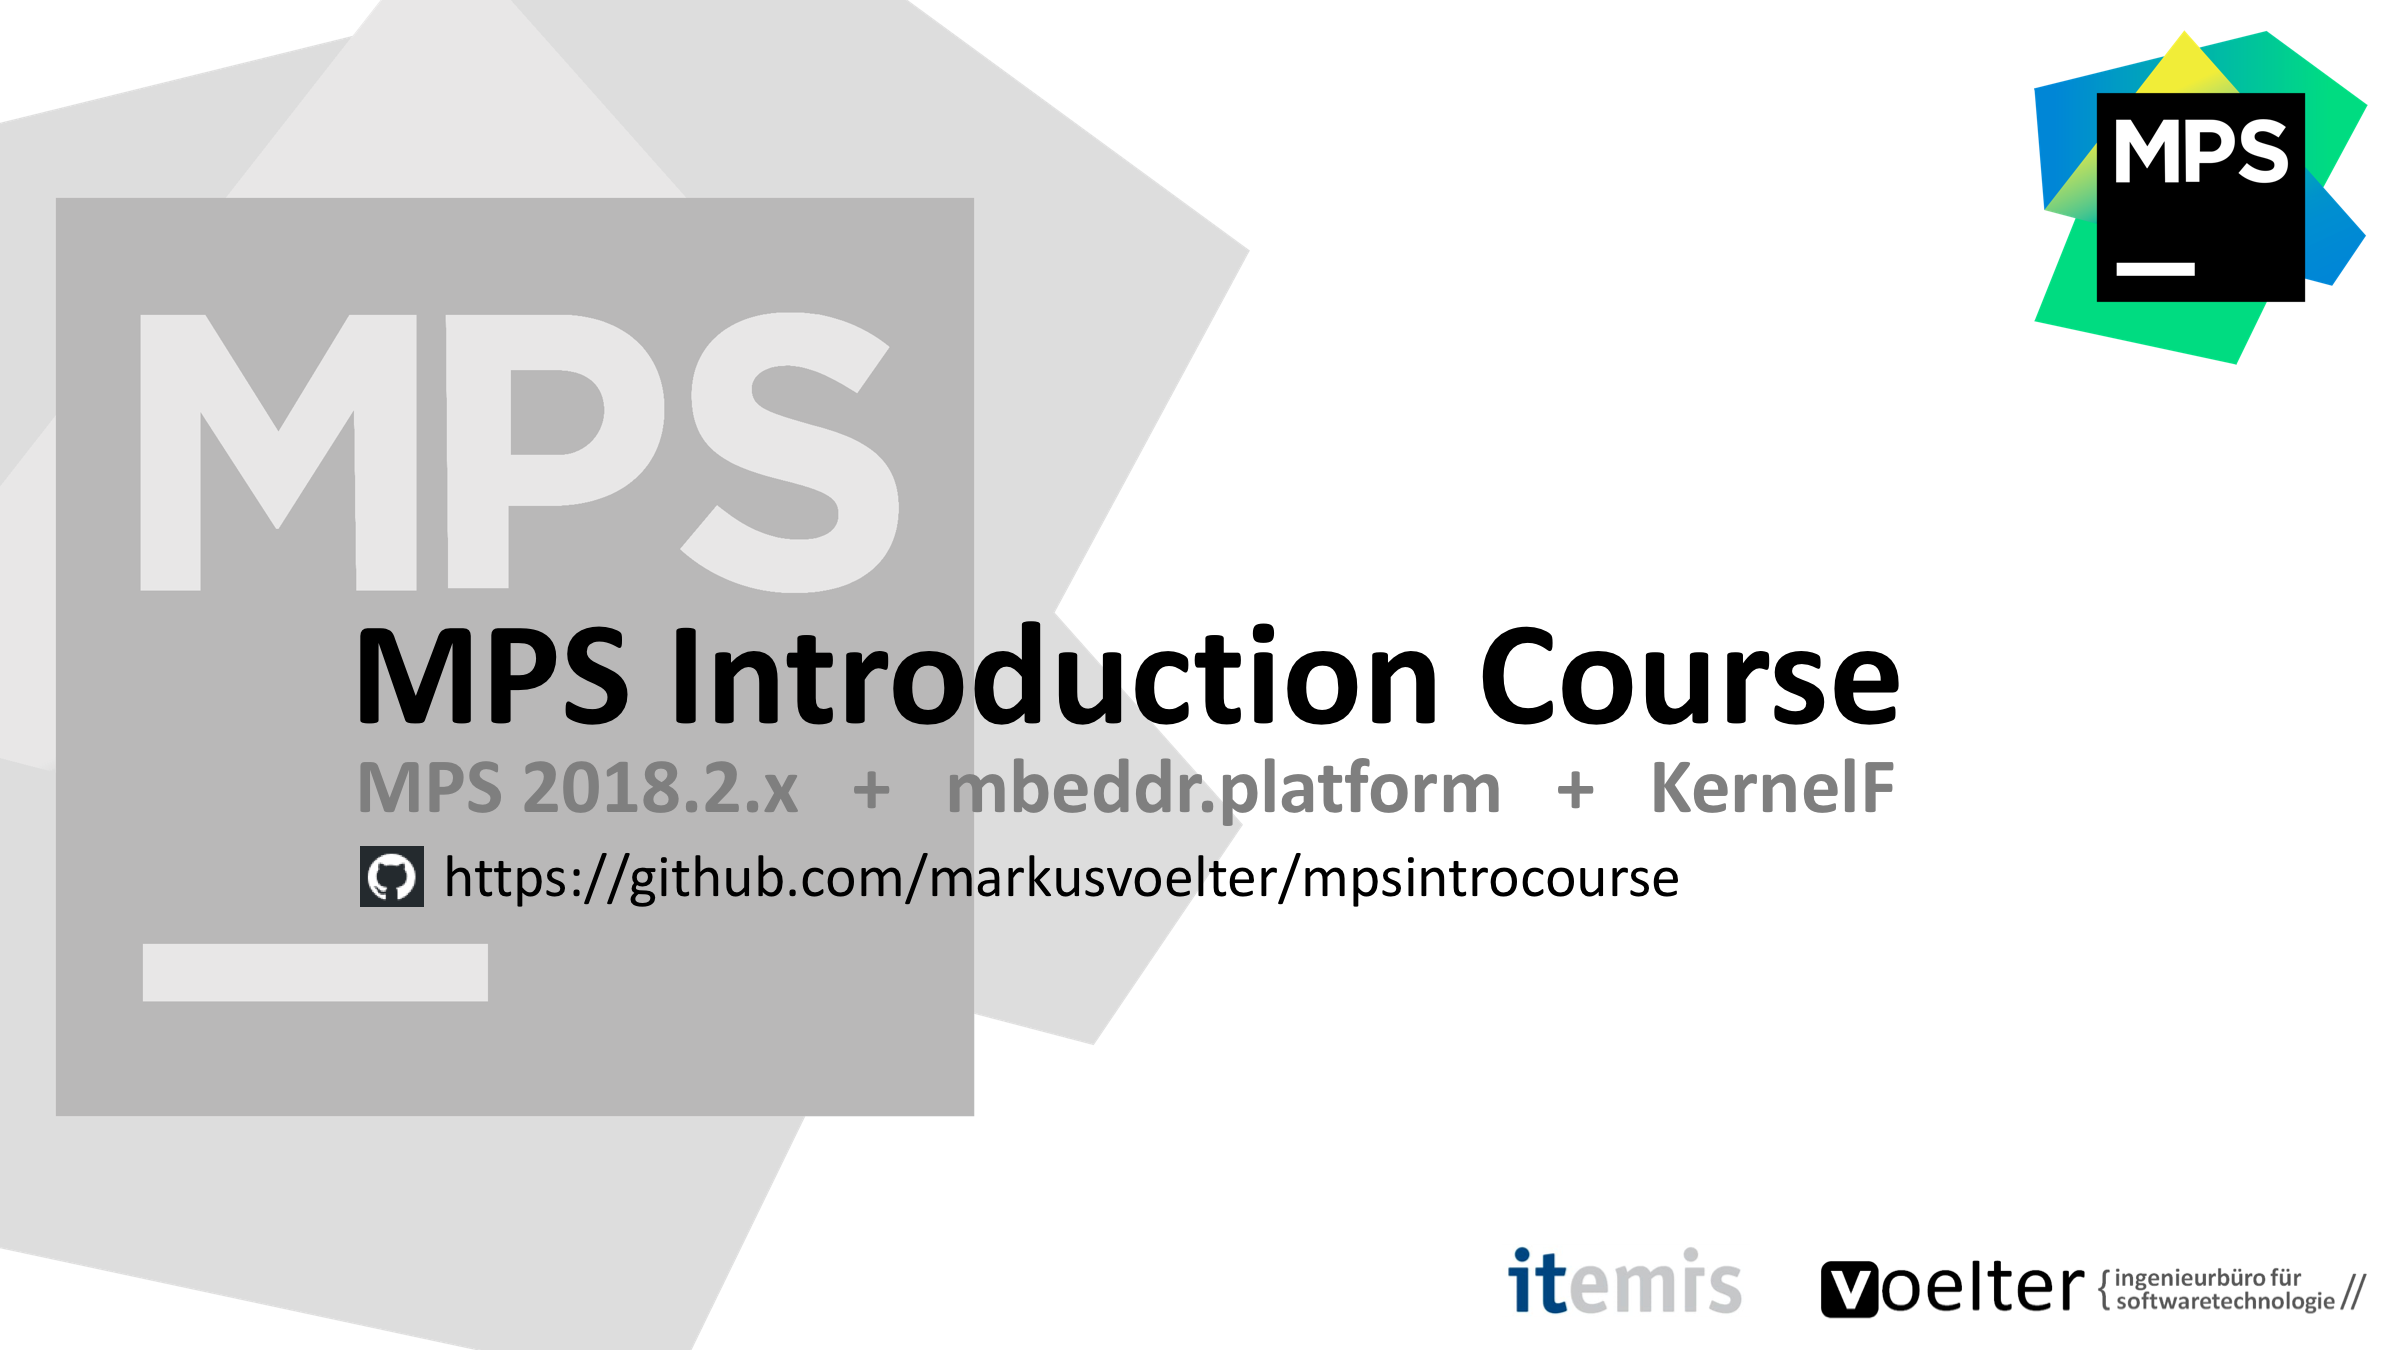 MPS
MPS
MPS Introduction Course
MPS 2018.2.x + mbeddr.platform + KernelF
https://github.com/markusvoelter/mpsintrocourse
itemis
voelter { ingenieurbüro für
softwaretechnologie //